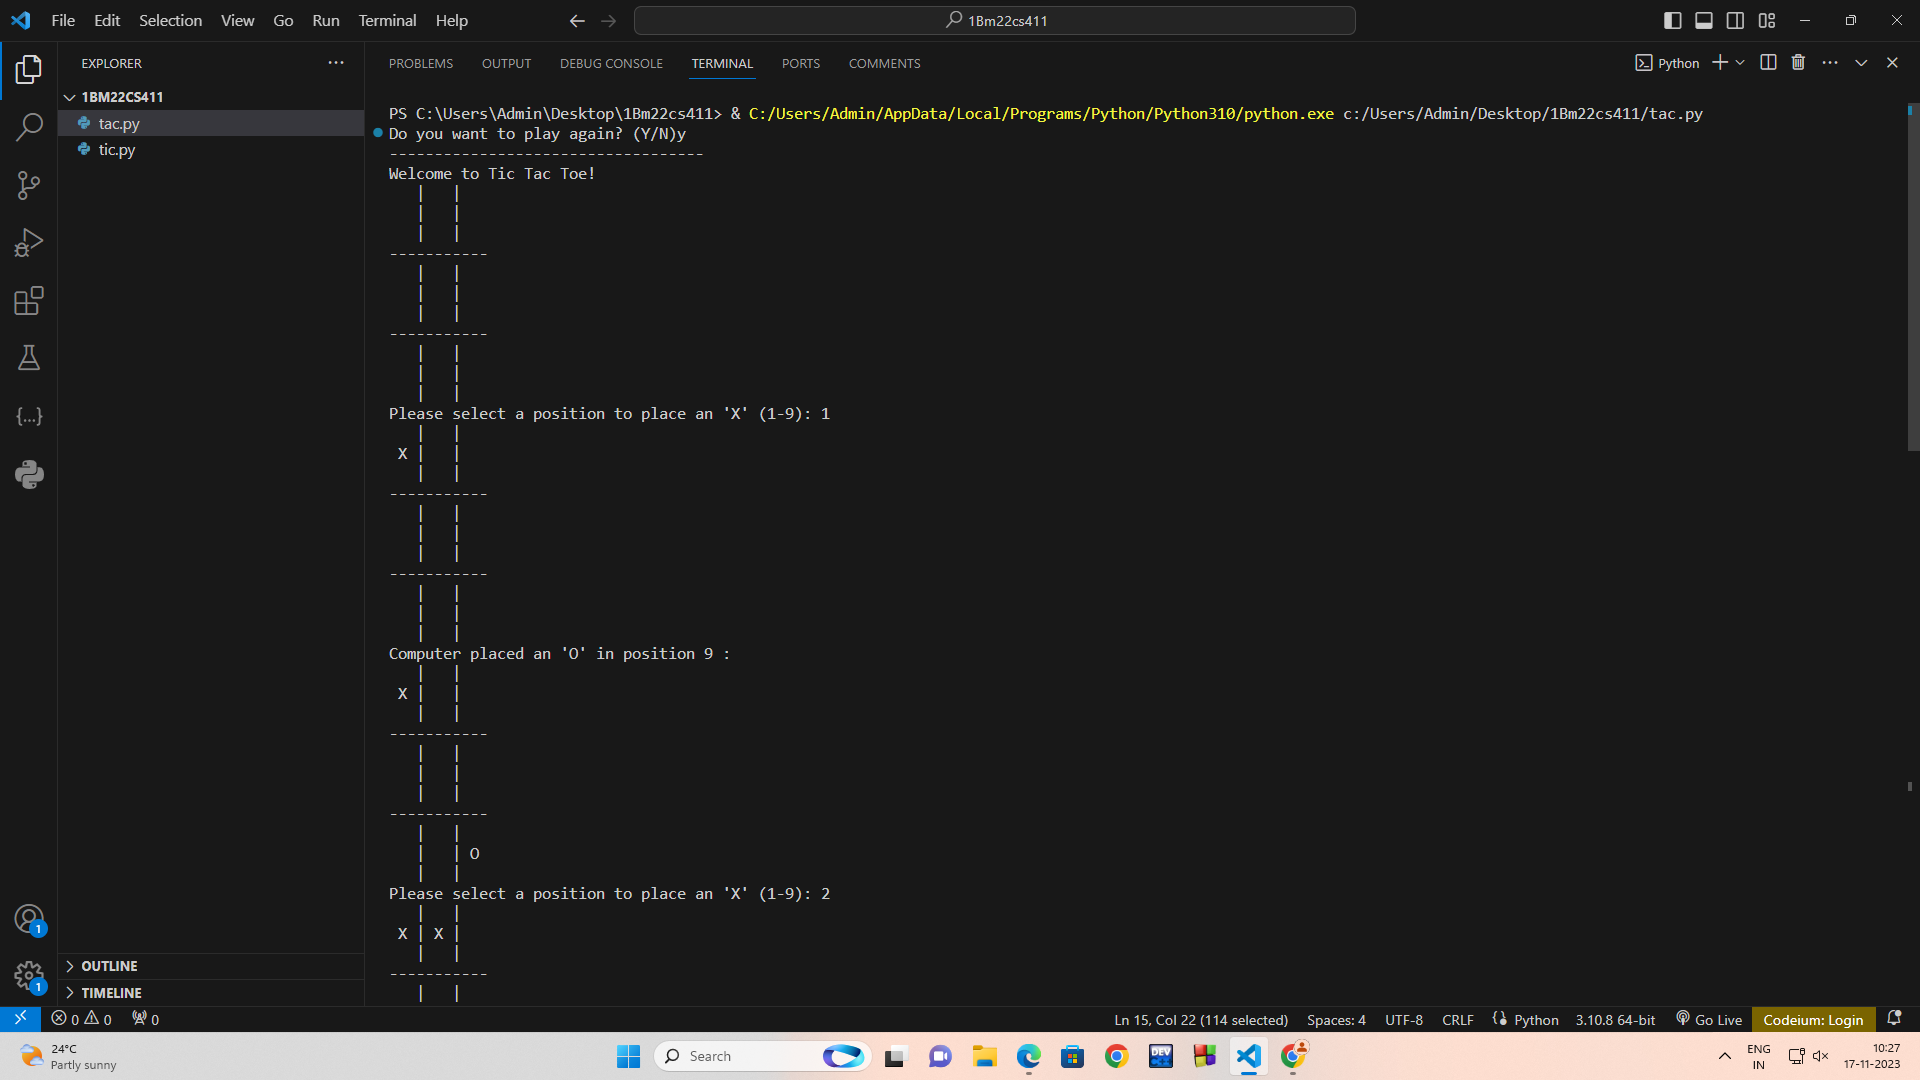 File Edit Selection View Go Run Terminal Help
1Bm22cs411
EXPLORER
1BM22CS411
tac.py
tic.py
OUTLINE
TIMELINE
PROBLEMS OUTPUT DEBUG CONSOLE TERMINAL PORTS COMMENTS
Python
PS C:\Users\Admin\Desktop\1Bm22cs411> & C:/Users/Admin/AppData/Local/Programs/Python/Python310/python.exe c:/Users/Admin/Desktop/1Bm22cs411/tac.py
Do you want to play again? (Y/N)y
-----------------------------------
Welcome to Tic Tac Toe!
| |
| |
| |
-----------
| |
| |
| |
-----------
| |
| |
| |
Please select a position to place an 'X' (1-9): 1
| |
X | |
| |
-----------
| |
| |
| |
-----------
| |
| |
| |
Computer placed an 'O' in position 9 :
| |
X | |
| |
-----------
| |
| |
| |
-----------
| |
| | O
| |
Please select a position to place an 'X' (1-9): 2
| |
X | X |
| |
-----------
| |
1
1
0 0 0
Ln 15, Col 22 (114 selected) Spaces: 4 UTF-8 CRLF Python 3.10.8 64-bit Go Live Codeium: Login
24°C
Partly sunny
Search
DEV
ENG
IN
10:27
17-11-2023